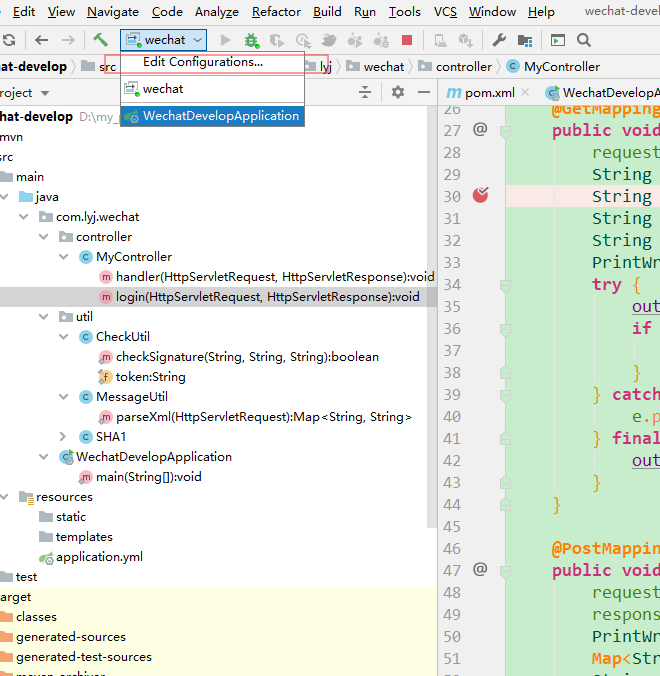 Edit View Navigate Code Analyze Refactor Build Run Tools VCS Window Help wechat-develo
wechat
hat-develop src lyj wechat controller MyController
Edit Configurations...
wechat
WechatDevelopApplication
roject
pom.xml
WechatDevelopA
hat-develop D:\my_
mvn
src
main
java
com.lyj.wechat
controller
MyController
handler(HttpServletRequest, HttpServletResponse):void
login(HttpServletRequest, HttpServletResponse):void
util
CheckUtil
checkSignature(String, String, String):boolean
token:String
MessageUtil
parseXml(HttpServletRequest):Map<String, String>
SHA1
WechatDevelopApplication
main(String[]):void
resources
static
templates
application.yml
test
arget
classes
generated-sources
generated-test-sources
maven-archiver
26 @GetMapping
27 @ public void
28 request
29 String
30 String
31 String
32 String
33 PrintWr
34 try {
35 out
36 if
37
38 }
39 } catch
40 e.p
41 } final
42 out
43 }
44 }
45
46 @PostMappin
47 @ public void
48 request
49 respons
50 PrintWr
51 Map<Str